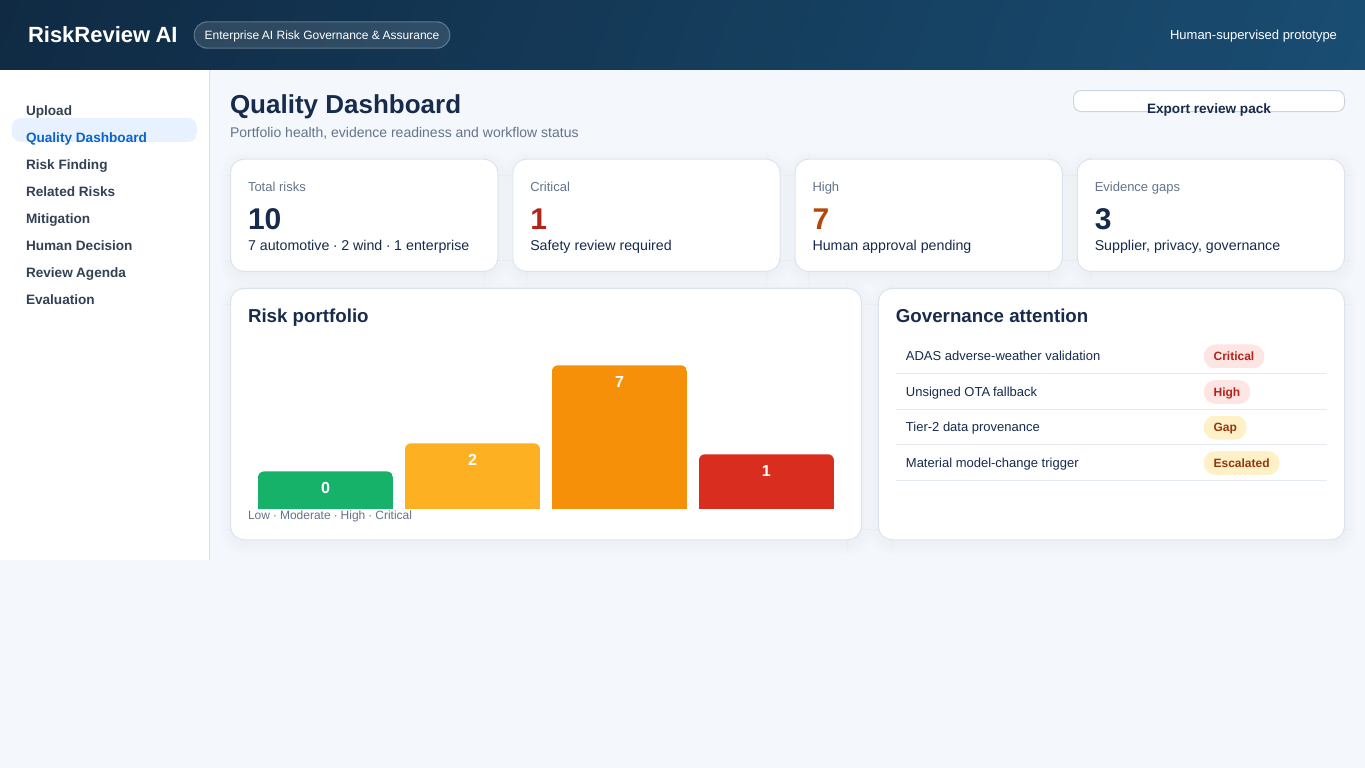 RiskReview AI
Enterprise AI Risk Governance & Assurance
Human-supervised prototype
Upload
Quality Dashboard
Risk Finding
Related Risks
Mitigation
Human Decision
Review Agenda
Evaluation
Quality Dashboard
Portfolio health, evidence readiness and workflow status
Export review pack
Total risks
10
7 automotive · 2 wind · 1 enterprise
Critical
1
Safety review required
High
7
Human approval pending
Evidence gaps
3
Supplier, privacy, governance
Risk portfolio
0
2
7
1
Low · Moderate · High · Critical
Governance attention
ADAS adverse-weather validation Critical
Unsigned OTA fallback High
Tier-2 data provenance Gap
Material model-change trigger Escalated